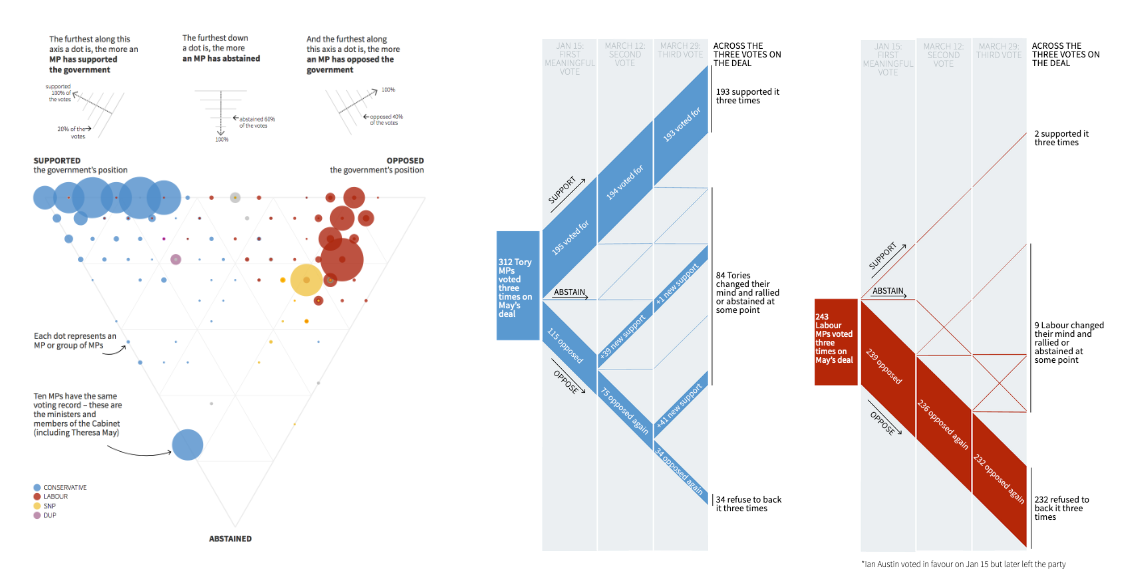 The furthest along this
axis a dot is, the more an
MP has supported
the government
The furthest down
a dot is, the more
an MP has abstained
And the furthest along
this axis a dot is, the more
an MP has opposed the
government
supported
100% of
the votes
20% of the
votes
abstained 60%
of the votes
100%
100%
opposed 40%
of the votes
SUPPORTED
the government's position
OPPOSED
the government's position
Each dot represents an
MP or group of MPs
Ten MPs have the same
voting record – these are
the ministers and
members of the Cabinet
(including Theresa May)
CONSERVATIVE
LABOUR
SNP
DUP
ABSTAINED
JAN 15:
FIRST
MEANINGFUL
VOTE
MARCH 12:
SECOND
VOTE
MARCH 29:
THIRD VOTE
ACROSS THE
THREE VOTES ON
THE DEAL
193 supported it
three times
SUPPORT
195 voted for
194 voted for
193 voted for
312 Tory
MPs
voted
three
times on
May's
deal
ABSTAIN
115 opposed
OPPOSE
+39 new support
+1 new support
75 opposed again
+41 new support
34 opposed again
84 Tories
changed their
mind and rallied
or abstained at
some point
34 refuse to back
it three times
JAN 15:
FIRST
MEANINGFUL
VOTE
MARCH 12:
SECOND
VOTE
MARCH 29:
THIRD VOTE
ACROSS THE
THREE VOTES ON
THE DEAL
2 supported it
three times
SUPPORT
ABSTAIN
243
Labour
MPs voted
three
times on
May's deal
239 opposed
OPPOSE
236 opposed again
232 opposed again
9 Labour changed
their mind and
rallied or
abstained at
some point
232 refused to
back it three
times
*Ian Austin voted in favour on Jan 15 but later left the party